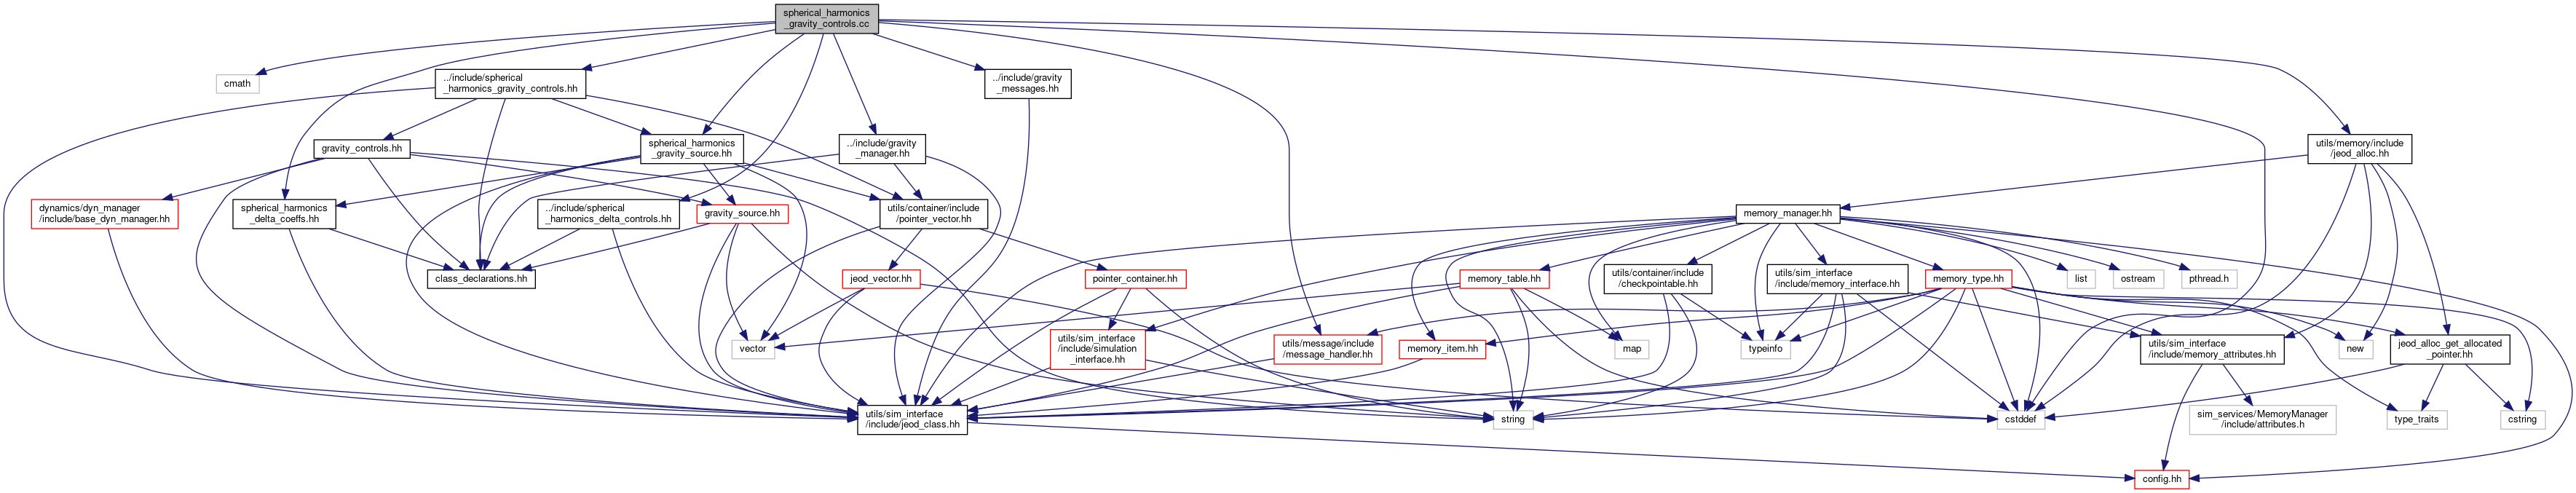 spherical_harmonics
_gravity_controls.cc
cmath
../include/spherical
_harmonics_gravity_controls.hh
../include/gravity
_messages.hh
gravity_controls.hh
spherical_harmonics
_gravity_source.hh
../include/gravity
_manager.hh
utils/memory/include
/jeod_alloc.hh
dynamics/dyn_manager
/include/base_dyn_manager.hh
spherical_harmonics
_delta_coeffs.hh
../include/spherical
_harmonics_delta_controls.hh
gravity_source.hh
utils/container/include
/pointer_vector.hh
memory_manager.hh
class_declarations.hh
jeod_vector.hh
pointer_container.hh
memory_table.hh
utils/container/include
/checkpointable.hh
utils/sim_interface
/include/memory_interface.hh
memory_type.hh
list
ostream
pthread.h
vector
utils/sim_interface
/include/simulation
_interface.hh
utils/message/include
/message_handler.hh
memory_item.hh
map
typeinfo
utils/sim_interface
/include/memory_attributes.hh
new
jeod_alloc_get_allocated
_pointer.hh
utils/sim_interface
/include/jeod_class.hh
string
cstddef
sim_services/MemoryManager
/include/attributes.h
type_traits
cstring
config.hh